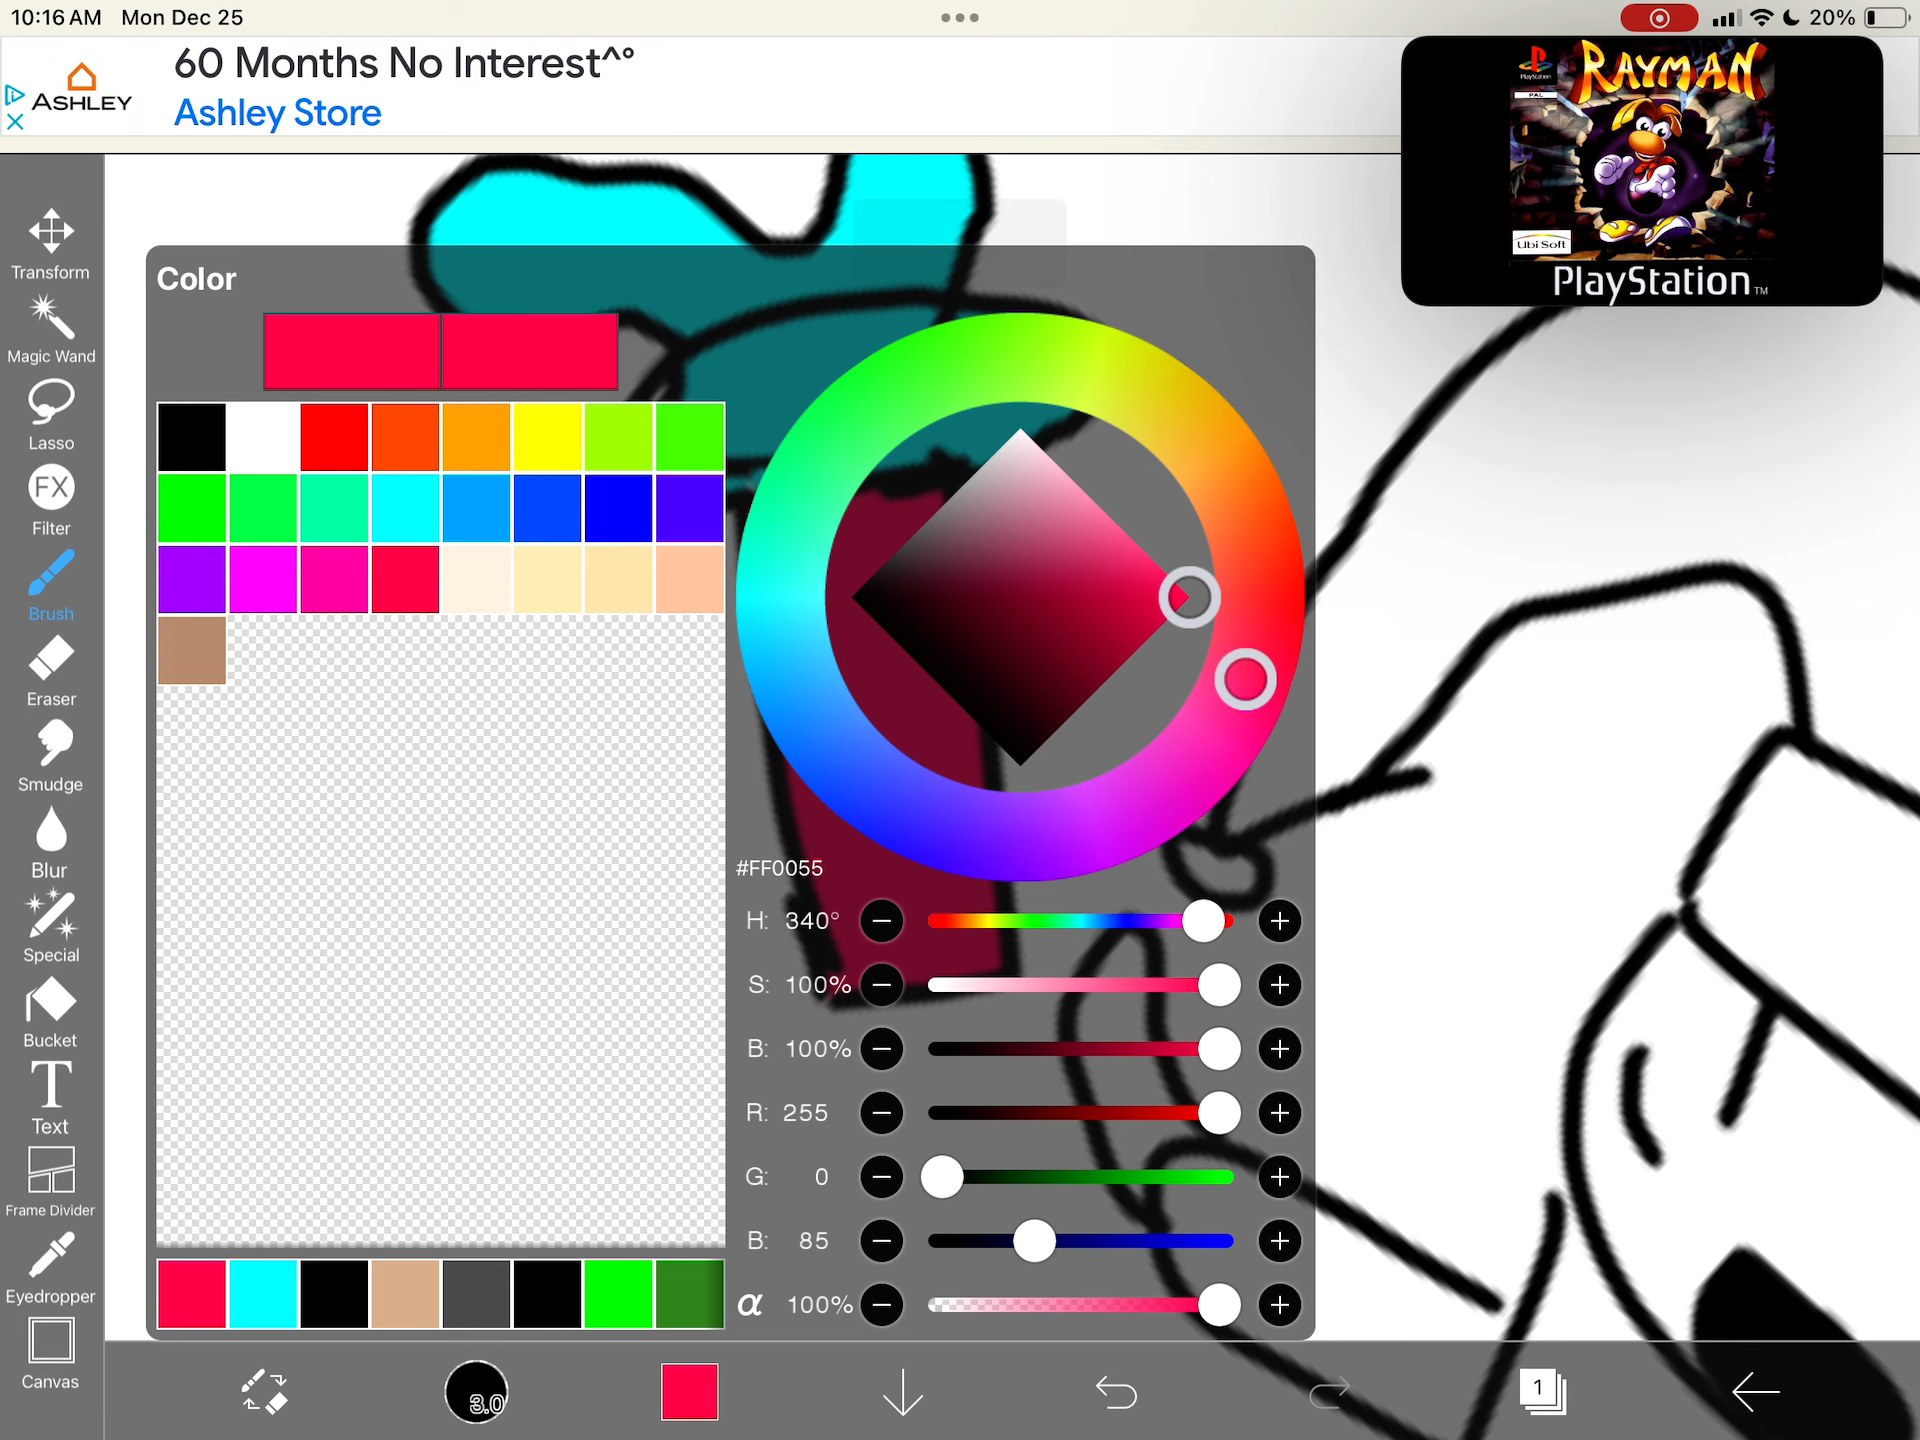 10:16 AM Mon Dec 25
20%
60 Months No Interest^°
ASHLEY
Ashley Store
PlayStation
PAL
RAYMAN
Ubi Soft
PlayStation™
Transform
Magic Wand
Lasso
FX
Filter
Brush
Eraser
Smudge
Blur
Special
Bucket
T
Text
Frame Divider
Eyedropper
Canvas
Color
#FF0055
H: 340°
S: 100%
B: 100%
R: 255
G: 0
B: 85
α 100%
3.0
1